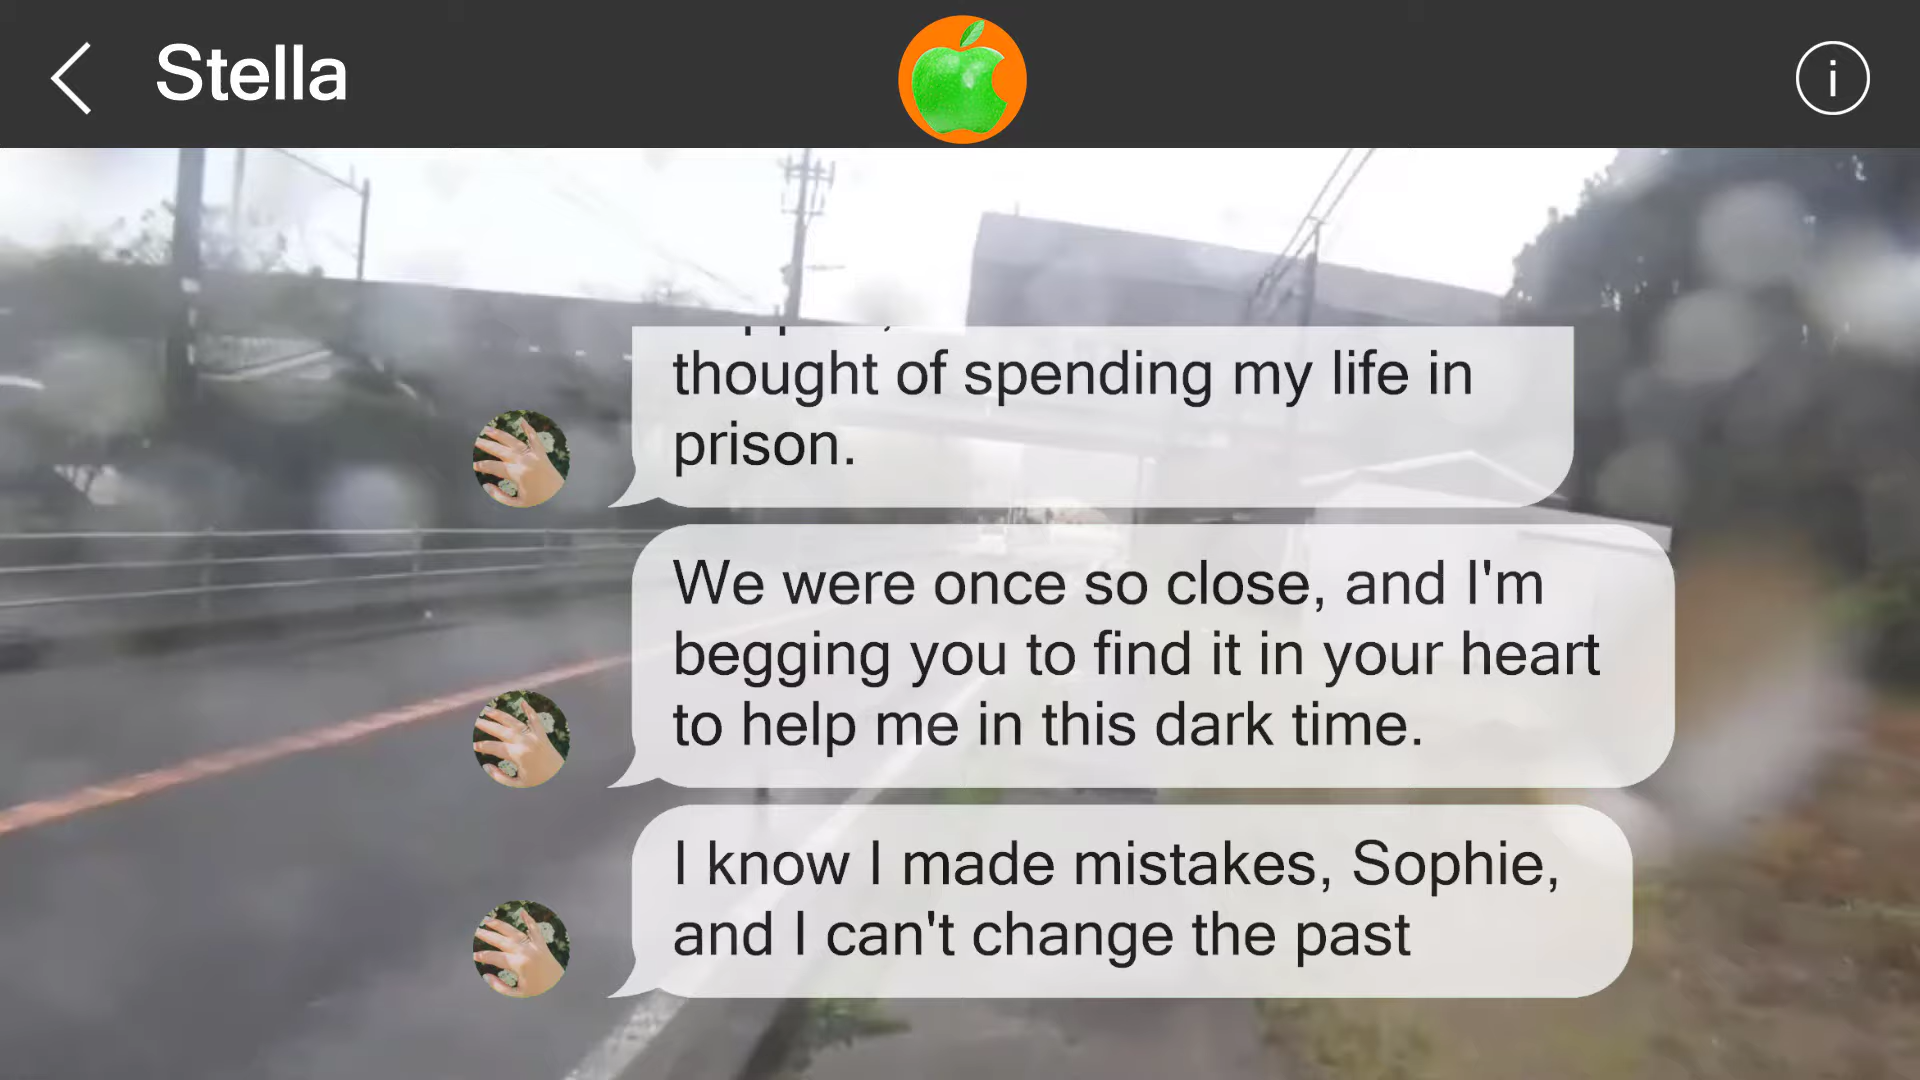 Stella
i
thought of spending my life in
prison.
We were once so close, and I'm
begging you to find it in your heart
to help me in this dark time.
I know I made mistakes, Sophie,
and I can't change the past